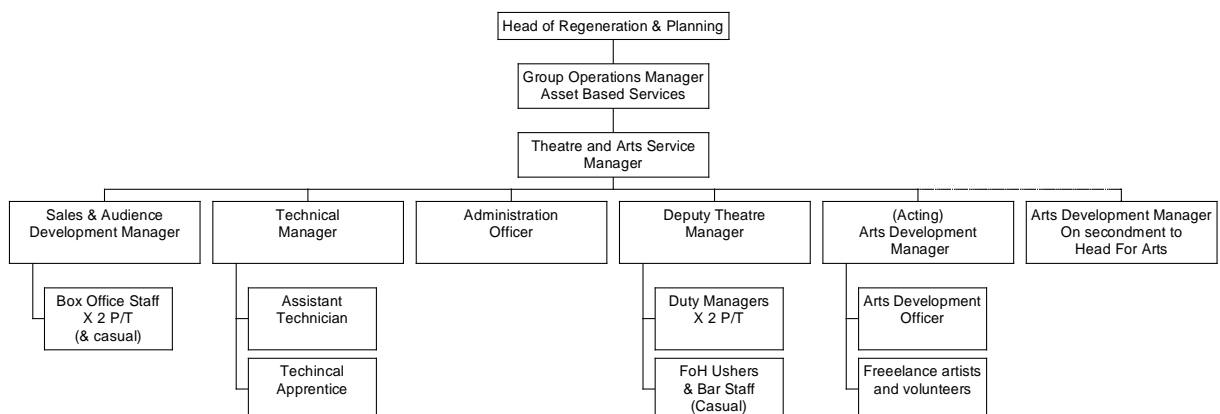 Head of Regeneration & Planning
Group Operations Manager
Asset Based Services
Theatre and Arts Service
Manager
Sales & Audience
Development Manager
Technical
Manager
Administration
Officer
Deputy Theatre
Manager
(Acting)
Arts Development
Manager
Arts Development Manager
On secondment to
Head For Arts
Box Office Staff
X 2 P/T
(& casual)
Assistant
Technician
Duty Managers
X 2 P/T
Arts Development
Officer
Techincal
Apprentice
FoH Ushers
& Bar Staff
(Casual)
Freeelance artists
and volunteers